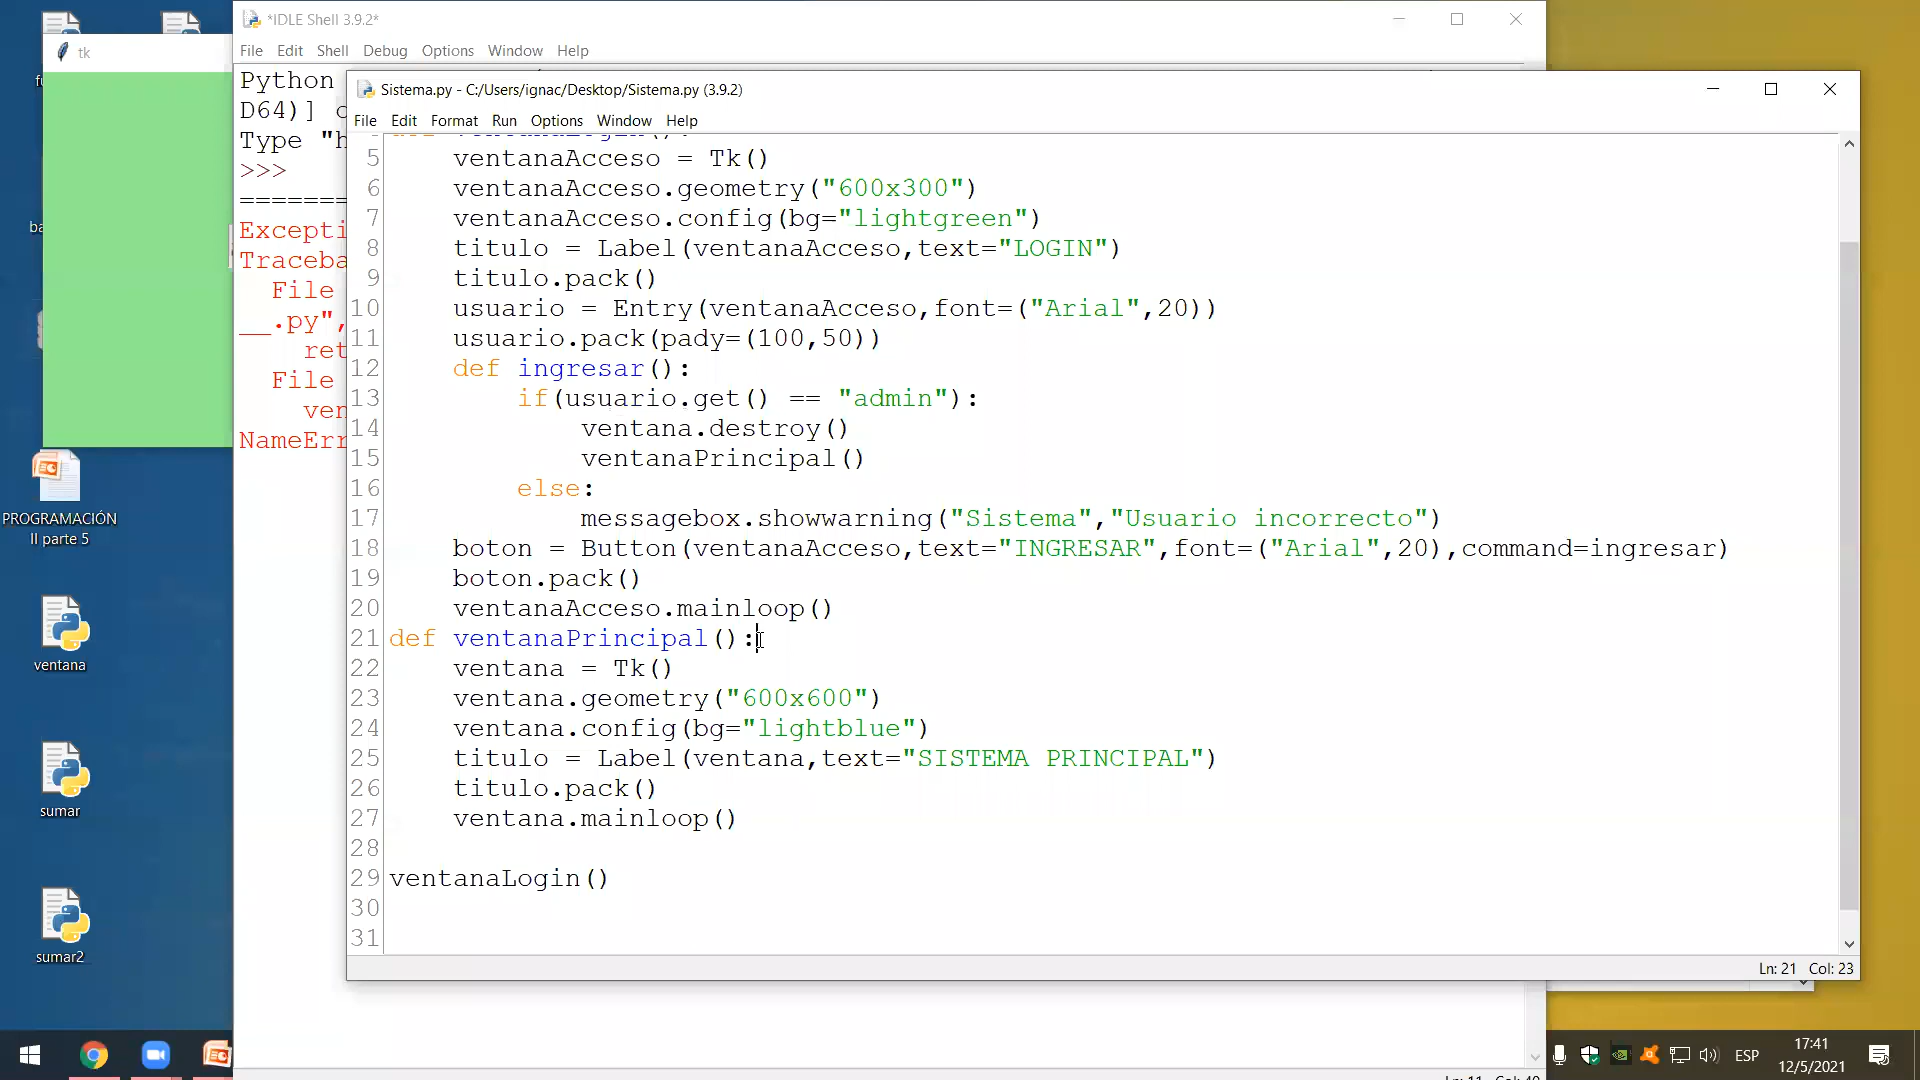 *IDLE Shell 3.9.2*
File Edit Shell Debug Options Window Help
tk
Python
D64)]
Type "h
>>>
=======
Excepti
Traceba
File
__.py",
ret
File
ven
NameErr
Sistema.py - C:/Users/ignac/Desktop/Sistema.py (3.9.2)
File Edit Format Run Options Window Help
5 ventanaAcceso = Tk()
6 ventanaAcceso.geometry("600x300")
7 ventanaAcceso.config(bg="lightgreen")
8 titulo = Label(ventanaAcceso,text="LOGIN")
9 titulo.pack()
10 usuario = Entry(ventanaAcceso,font=("Arial",20))
11 usuario.pack(pady=(100,50))
12 def ingresar():
13 if(usuario.get() == "admin"):
14 ventana.destroy()
15 ventanaPrincipal()
16 else:
17 messagebox.showwarning("Sistema","Usuario incorrecto")
18 boton = Button(ventanaAcceso,text="INGRESAR",font=("Arial",20),command=ingresar)
19 boton.pack()
20 ventanaAcceso.mainloop()
21 def ventanaPrincipal():
22 ventana = Tk()
23 ventana.geometry("600x600")
24 ventana.config(bg="lightblue")
25 titulo = Label(ventana,text="SISTEMA PRINCIPAL")
26 titulo.pack()
27 ventana.mainloop()
28
29 ventanaLogin()
30
31
Ln: 21 Col: 23
PROGRAMACIÓN
II parte 5
ventana
sumar
sumar2
ESP
17:41
12/5/2021